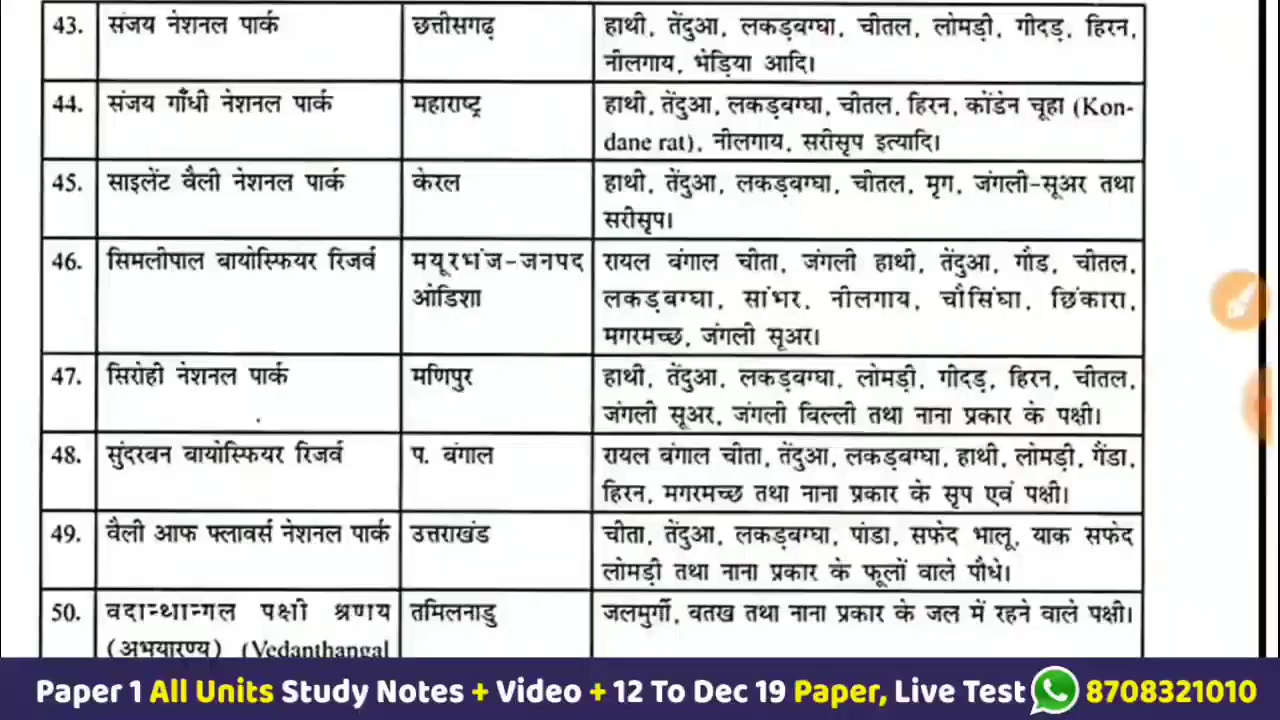 43. संजय नेशनल पार्क छत्तीसगढ़ हाथी, तेंदुआ, लकड़बग्घा, चीतल, लोमड़ी, गीदड़, हिरन,
नीलगाय, भेड़िया आदि।
44. संजय गाँधी नेशनल पार्क महाराष्ट्र हाथी, तेंदुआ, लकड़बग्घा, चीतल, हिरन, कोंडेन चूहा (Kon-
dane rat), नीलगाय, सरीसृप इत्यादि।
45. साइलेंट वैली नेशनल पार्क केरल हाथी, तेंदुआ, लकड़बग्घा, चीतल, मृग, जंगली-सूअर तथा
सरीसृप।
46. सिमलीपाल बायोस्फियर रिजर्व मयूरभंज-जनपद रायल बंगाल चीता, जंगली हाथी, तेंदुआ, गौड, चीतल,
ओडिशा लकड़बग्घा, सांभर, नीलगाय, चौसिंघा, छिंकारा,
मगरमच्छ, जंगली सूअर।
47. सिरोही नेशनल पार्क मणिपुर हाथी, तेंदुआ, लकड़बग्घा, लोमड़ी, गीदड़, हिरन, चीतल,
जंगली सूअर, जंगली बिल्ली तथा नाना प्रकार के पक्षी।
48. सुंदरबन बायोस्फियर रिजर्व प. बंगाल रायल बंगाल चीता, तेंदुआ, लकड़बग्घा, हाथी, लोमड़ी, गैंडा,
हिरन, मगरमच्छ तथा नाना प्रकार के सृप एवं पक्षी।
49. वैली आफ फ्लावर्स नेशनल पार्क उत्तराखंड चीता, तेंदुआ, लकड़बग्घा, पांडा, सफेद भालू, याक सफेद
लोमड़ी तथा नाना प्रकार के फूलों वाले पौधे।
50. वदान्थान्गल पक्षी श्रणय तमिलनाडु जलमुर्गी, बतख तथा नाना प्रकार के जल में रहने वाले पक्षी।
(अभयारण्य) (Vedanthangal
Paper 1 All Units Study Notes + Video + 12 To Dec 19 Paper, Live Test 8708321010